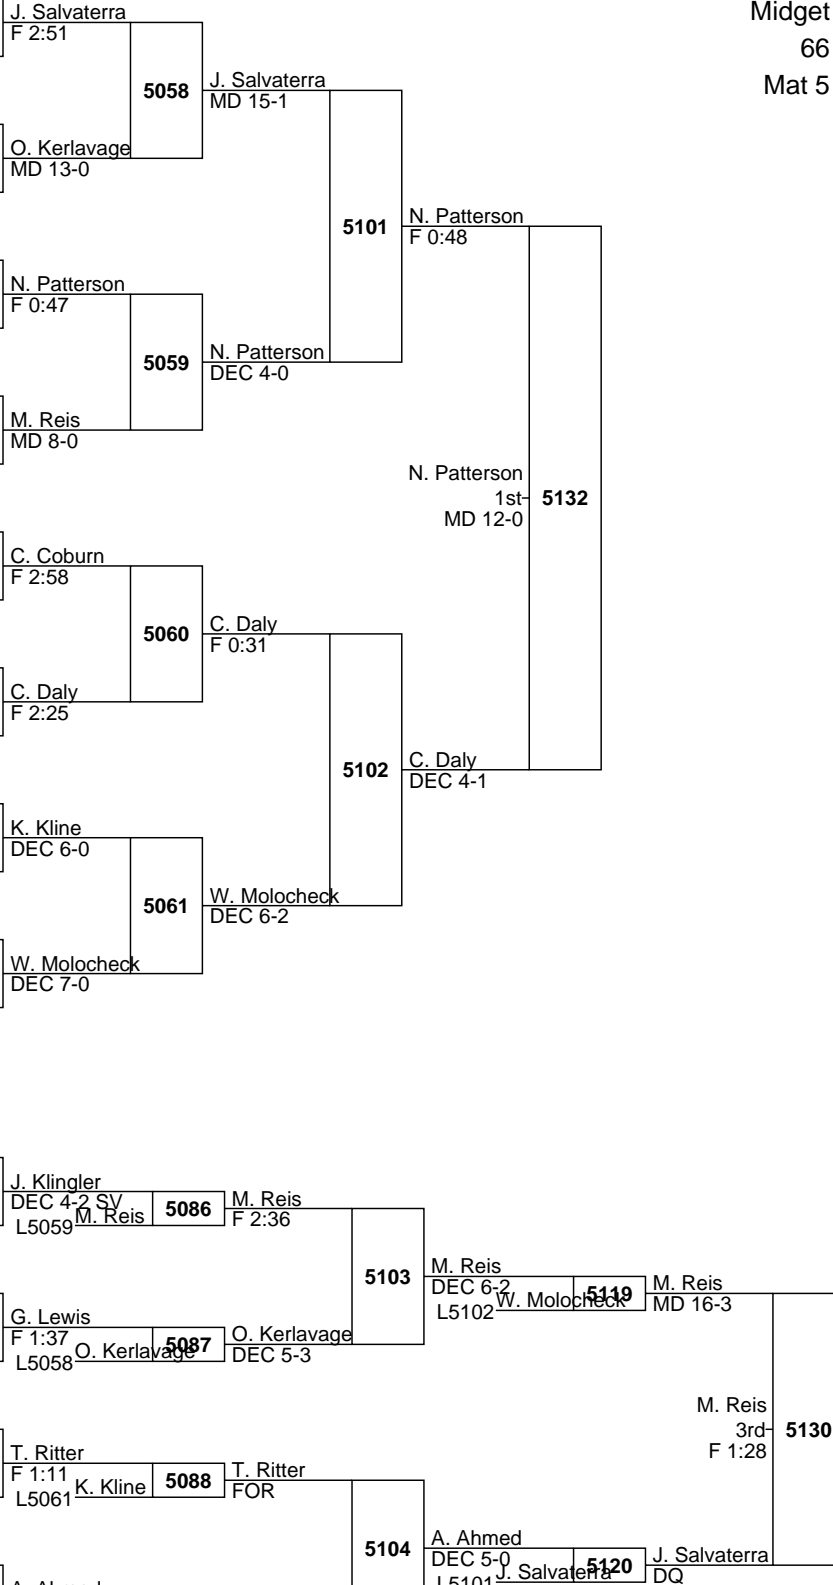 J. Salvaterra
F 2:51
Midget
66
Mat 5
5058
J. Salvaterra
MD 15-1
O. Kerlavage
MD 13-0
5101
N. Patterson
F 0:48
N. Patterson
F 0:47
5059
N. Patterson
DEC 4-0
M. Reis
MD 8-0
N. Patterson
1st
MD 12-0
5132
C. Coburn
F 2:58
5060
C. Daly
F 0:31
C. Daly
F 2:25
5102
C. Daly
DEC 4-1
K. Kline
DEC 6-0
5061
W. Molocheck
DEC 6-2
W. Molocheck
DEC 7-0
J. Klingler
DEC 4-2 SV
L5059 M. Reis
5086
M. Reis
F 2:36
5103
M. Reis
DEC 6-2
L5102 W. Molocheck
5119
M. Reis
MD 16-3
G. Lewis
F 1:37
L5058 O. Kerlavage
5087
O. Kerlavage
DEC 5-3
M. Reis
3rd
F 1:28
5130
T. Ritter
F 1:11
L5061 K. Kline
5088
T. Ritter
FOR
5104
A. Ahmed
DEC 5-0
L5101 J. Salvaterra
5120
J. Salvaterra
DQ
A. Ahmed